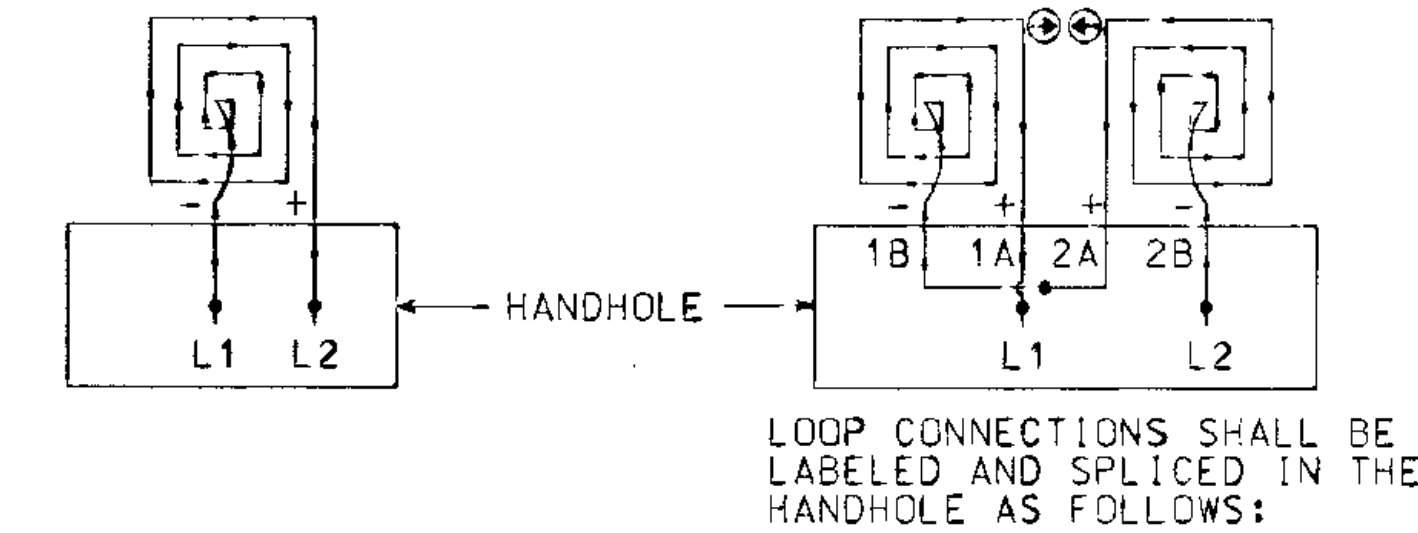 - +
- + + -
1B 1A 2A 2B
HANDHOLE
L1 L2
L1 L2
LOOP CONNECTIONS SHALL BE
LABELED AND SPLICED IN THE
HANDHOLE AS FOLLOWS: